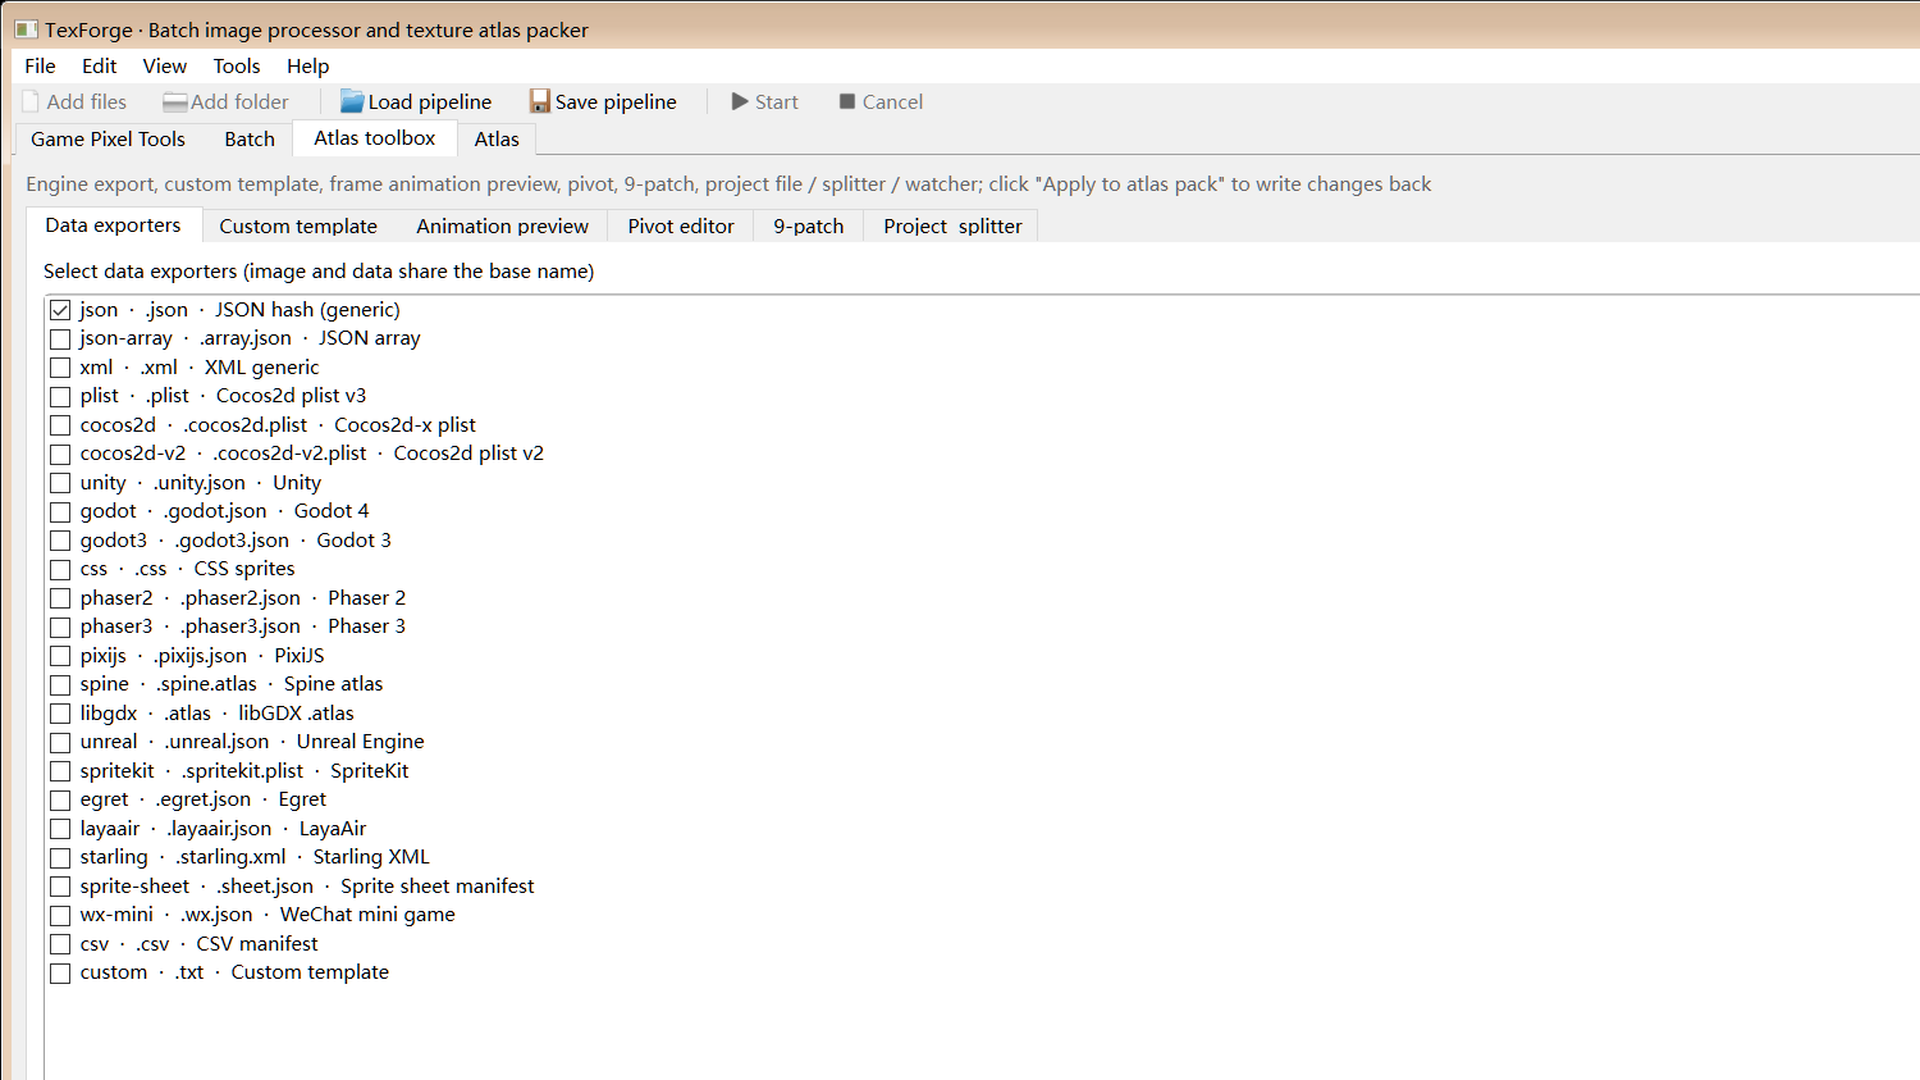 TexForge · Batch image processor and texture atlas packer
File Edit View Tools Help
Add files Add folder Load pipeline Save pipeline Start Cancel
Game Pixel Tools Batch Atlas toolbox Atlas
Engine export, custom template, frame animation preview, pivot, 9-patch, project file / splitter / watcher; click "Apply to atlas pack" to write changes back
Data exporters Custom template Animation preview Pivot editor 9-patch Project splitter
Select data exporters (image and data share the base name)
json · .json · JSON hash (generic)
json-array · .array.json · JSON array
xml · .xml · XML generic
plist · .plist · Cocos2d plist v3
cocos2d · .cocos2d.plist · Cocos2d-x plist
cocos2d-v2 · .cocos2d-v2.plist · Cocos2d plist v2
unity · .unity.json · Unity
godot · .godot.json · Godot 4
godot3 · .godot3.json · Godot 3
css · .css · CSS sprites
phaser2 · .phaser2.json · Phaser 2
phaser3 · .phaser3.json · Phaser 3
pixijs · .pixijs.json · PixiJS
spine · .spine.atlas · Spine atlas
libgdx · .atlas · libGDX .atlas
unreal · .unreal.json · Unreal Engine
spritekit · .spritekit.plist · SpriteKit
egret · .egret.json · Egret
layaair · .layaair.json · LayaAir
starling · .starling.xml · Starling XML
sprite-sheet · .sheet.json · Sprite sheet manifest
wx-mini · .wx.json · WeChat mini game
csv · .csv · CSV manifest
custom · .txt · Custom template